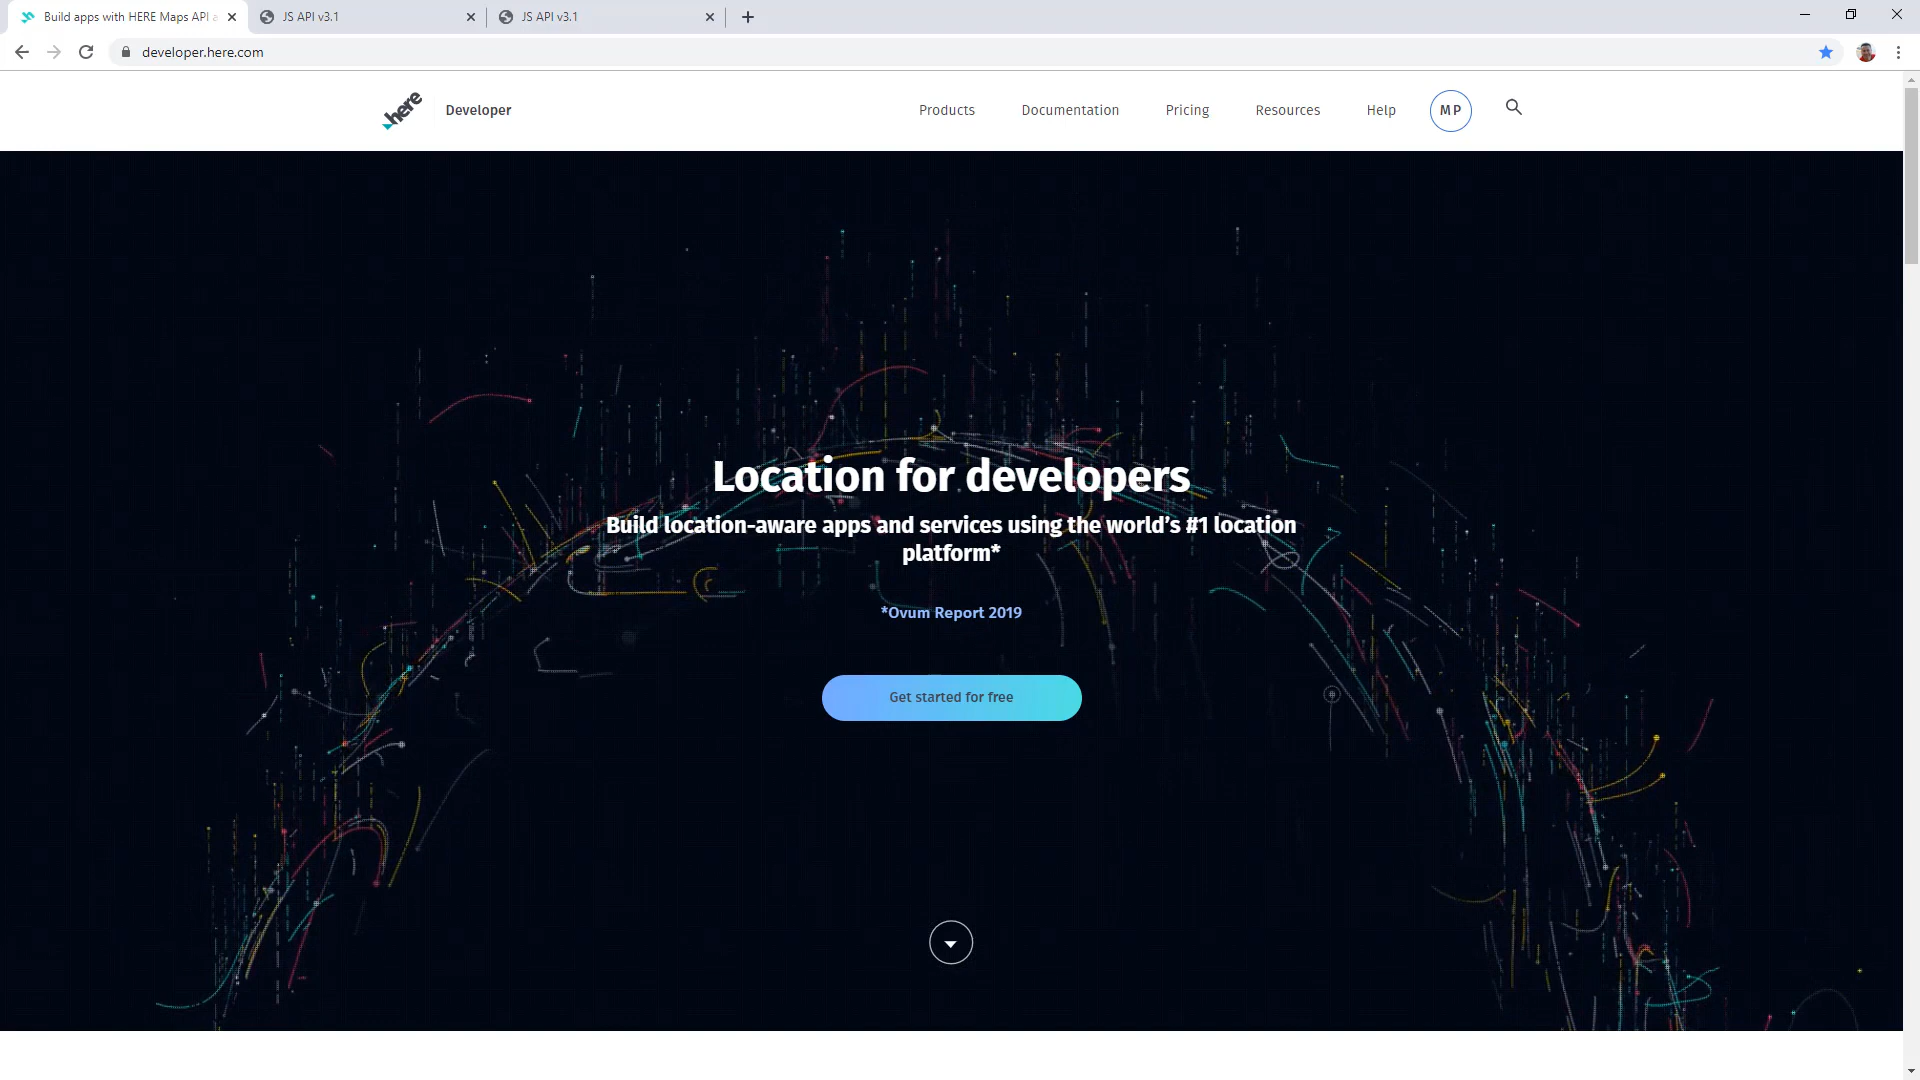 Build apps with HERE Maps API a
JS API v3.1
JS API v3.1
developer.here.com
here
Developer
Products
Documentation
Pricing
Resources
Help
MP
Location for developers
Build location-aware apps and services using the world’s #1 location
platform*
*Ovum Report 2019
Get started for free